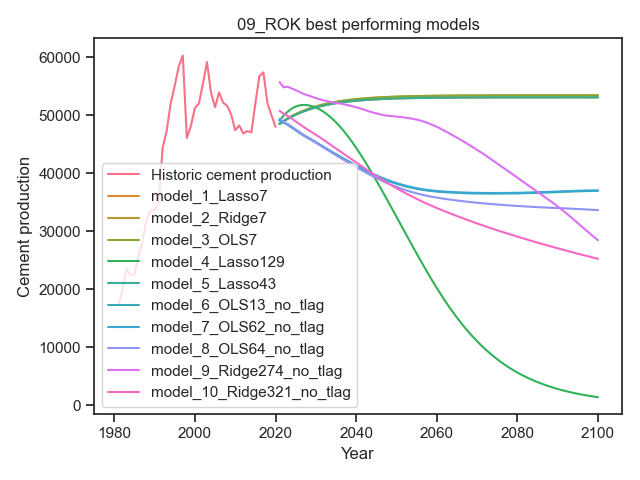 09_ROK best performing models
Cement production
60000
50000
40000
30000
20000
10000
0
Historic cement production
model_1_Lasso7
model_2_Ridge7
model_3_OLS7
model_4_Lasso129
model_5_Lasso43
model_6_OLS13_no_tlag
model_7_OLS62_no_tlag
model_8_OLS64_no_tlag
model_9_Ridge274_no_tlag
model_10_Ridge321_no_tlag
1980 2000 2020 2040 2060 2080 2100
Year